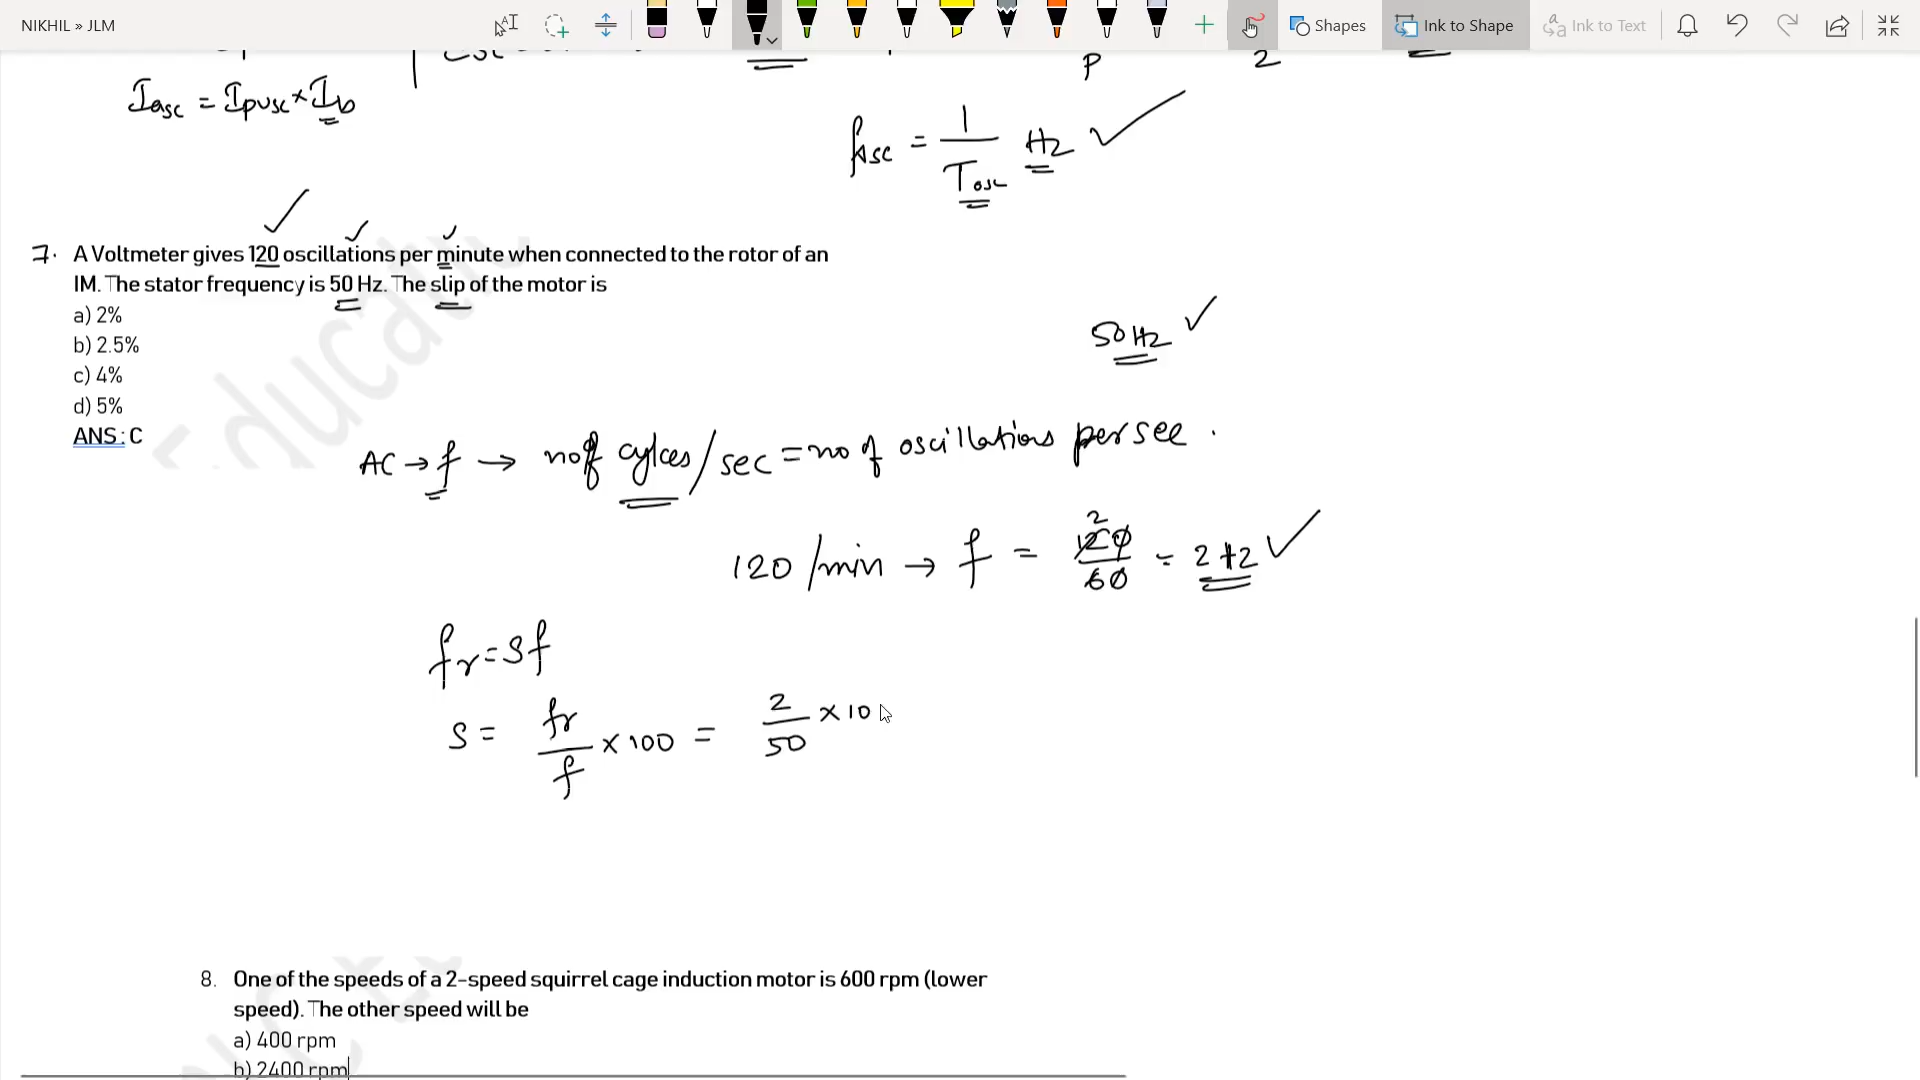 NIKHIL » JLM
Shapes
Ink to Shape
Ink to Text
P
2
Iasc = Ipusc × Ib
fAsc = 1/Tosc Hz ✓
7. A Voltmeter gives 120 oscillations per minute when connected to the rotor of an
IM. The stator frequency is 50 Hz. The slip of the motor is
a) 2%
b) 2.5%
c) 4%
d) 5%
ANS : C
50 Hz ✓
AC → f → no of cylces/sec = no of oscillations per sec.
120 /min → f = 120/60 = 2 Hz ✓
2
fr = sf
s = fr/f × 100 = 2/50 × 10
8. One of the speeds of a 2-speed squirrel cage induction motor is 600 rpm (lower
speed). The other speed will be
a) 400 rpm
b) 2400 rpm
Educati